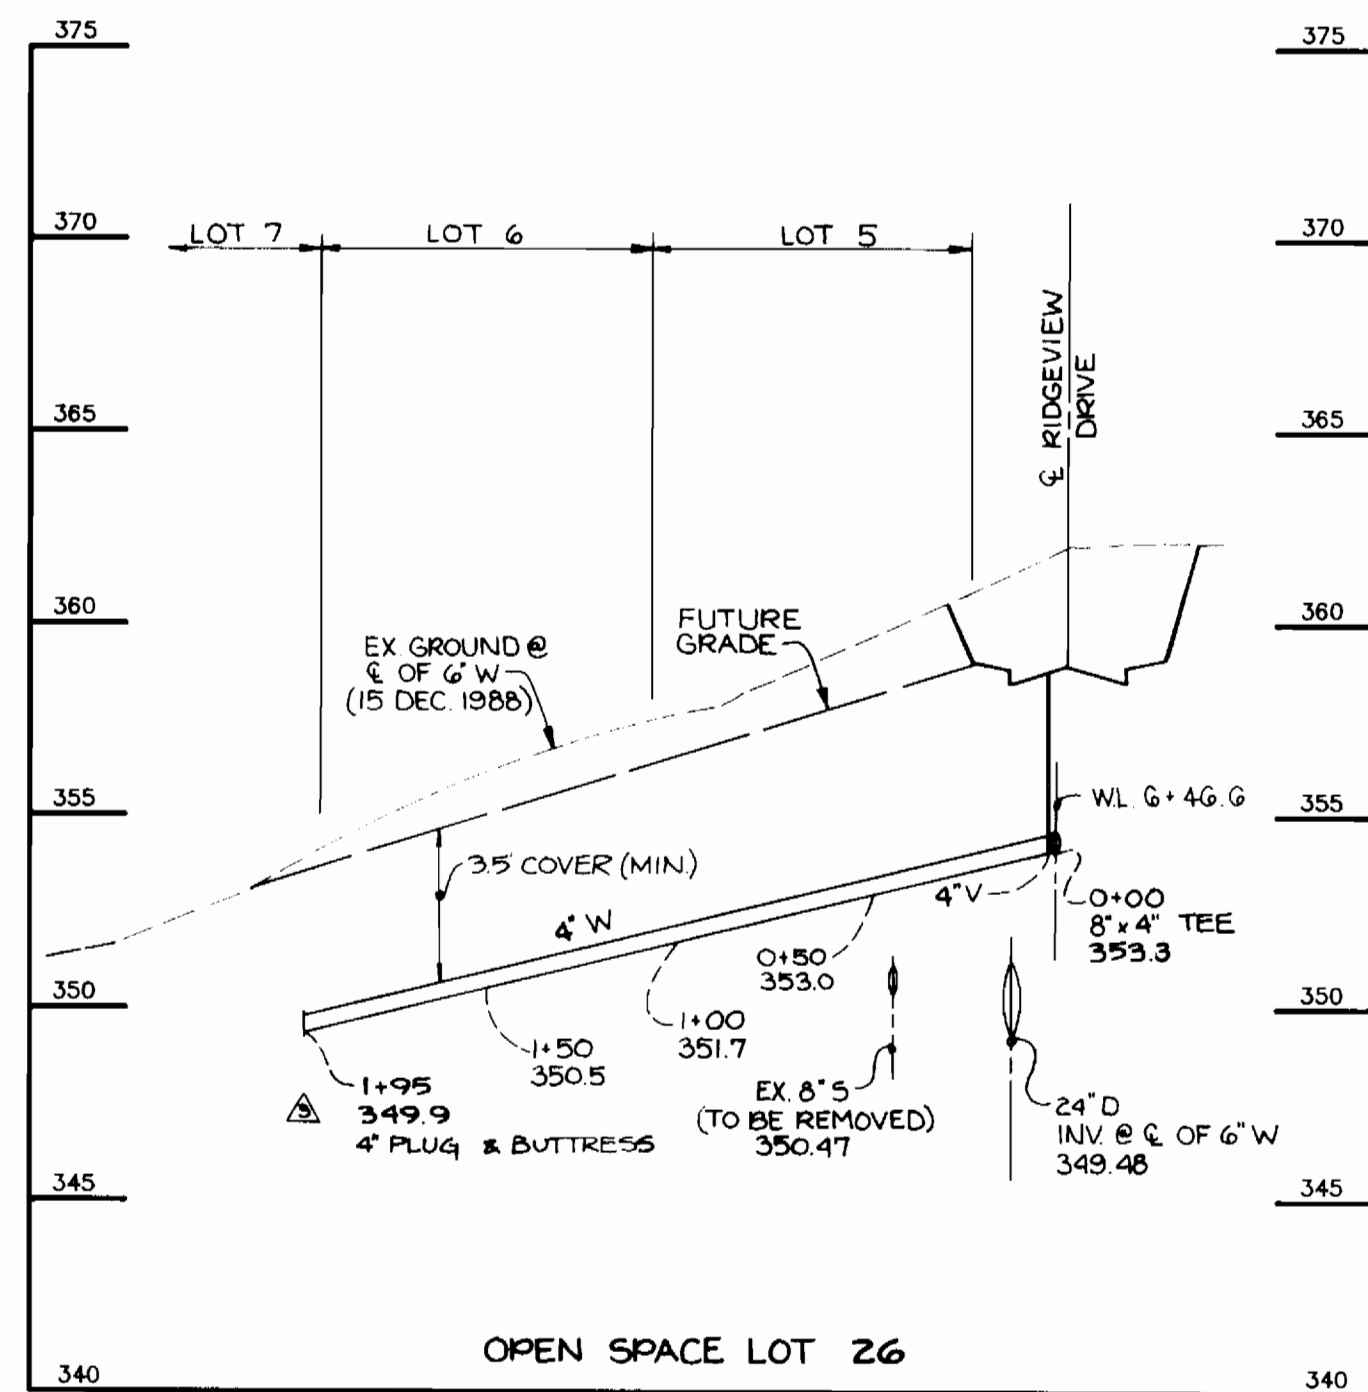 375
375
370
370
LOT 7
LOT 6
LOT 5
℄ RIDGEVIEW
DRIVE
365
365
360
360
FUTURE
GRADE
EX. GROUND @
℄ OF 6" W
(15 DEC. 1988)
355
355
W.L. 6+46.6
3.5' COVER (MIN.)
4" W
4" V
0+00
8" x 4" TEE
353.3
0+50
353.0
350
350
1+00
351.7
1+50
350.5
1+95
349.9
4" PLUG & BUTTRESS
3
EX. 8" S
(TO BE REMOVED)
350.47
24" D
INV. @ ℄ OF 6" W
349.48
345
345
OPEN SPACE LOT 26
340
340